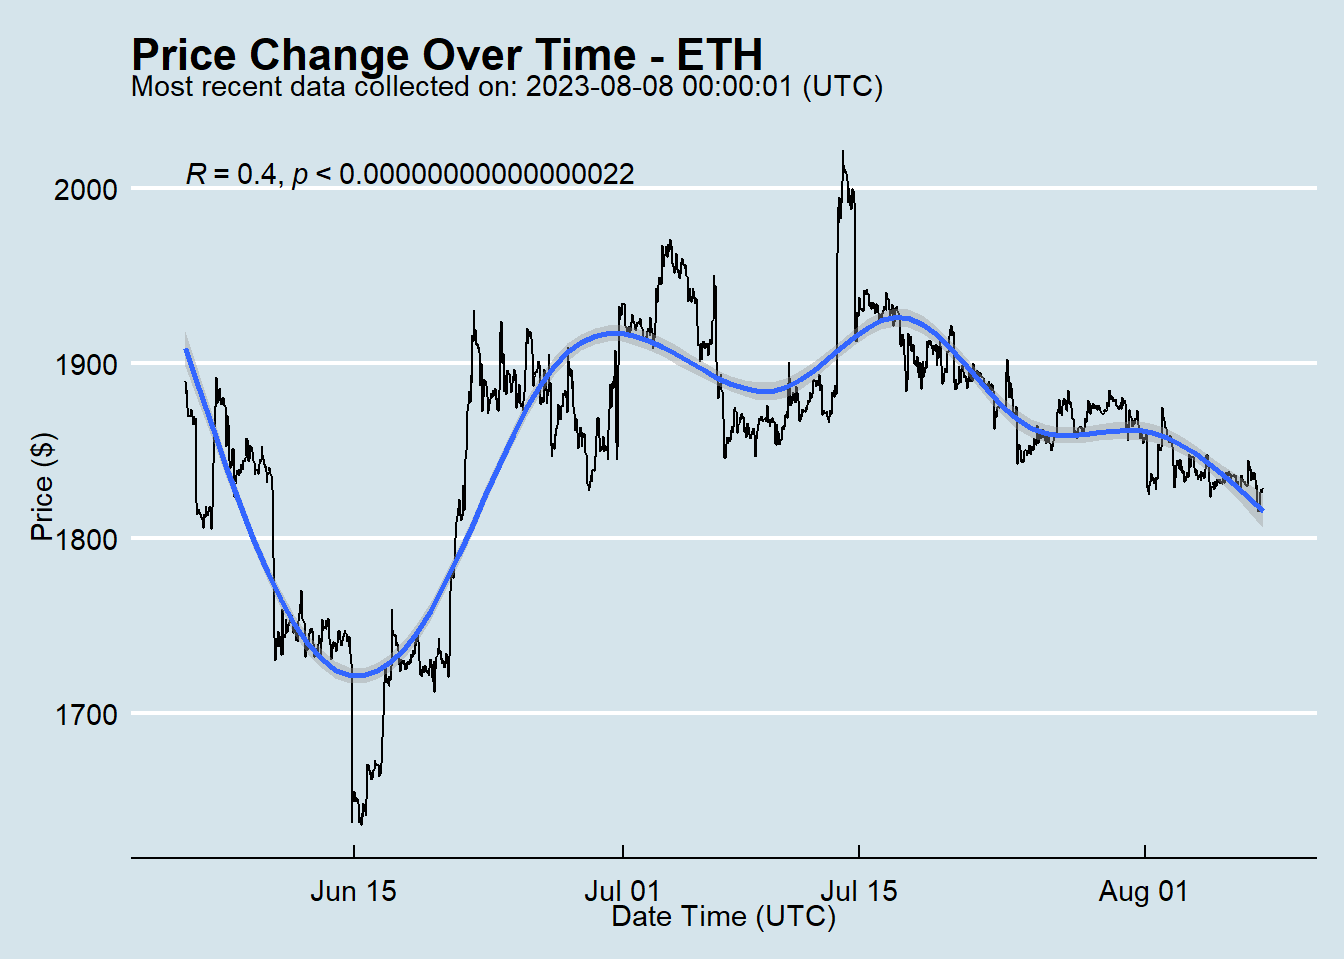 Price Change Over Time - ETH
Most recent data collected on: 2023-08-08 00:00:01 (UTC)
R = 0.4, p < 0.00000000000000022
2000
1900
1800
1700
Price ($)
Jun 15
Jul 01
Jul 15
Aug 01
Date Time (UTC)